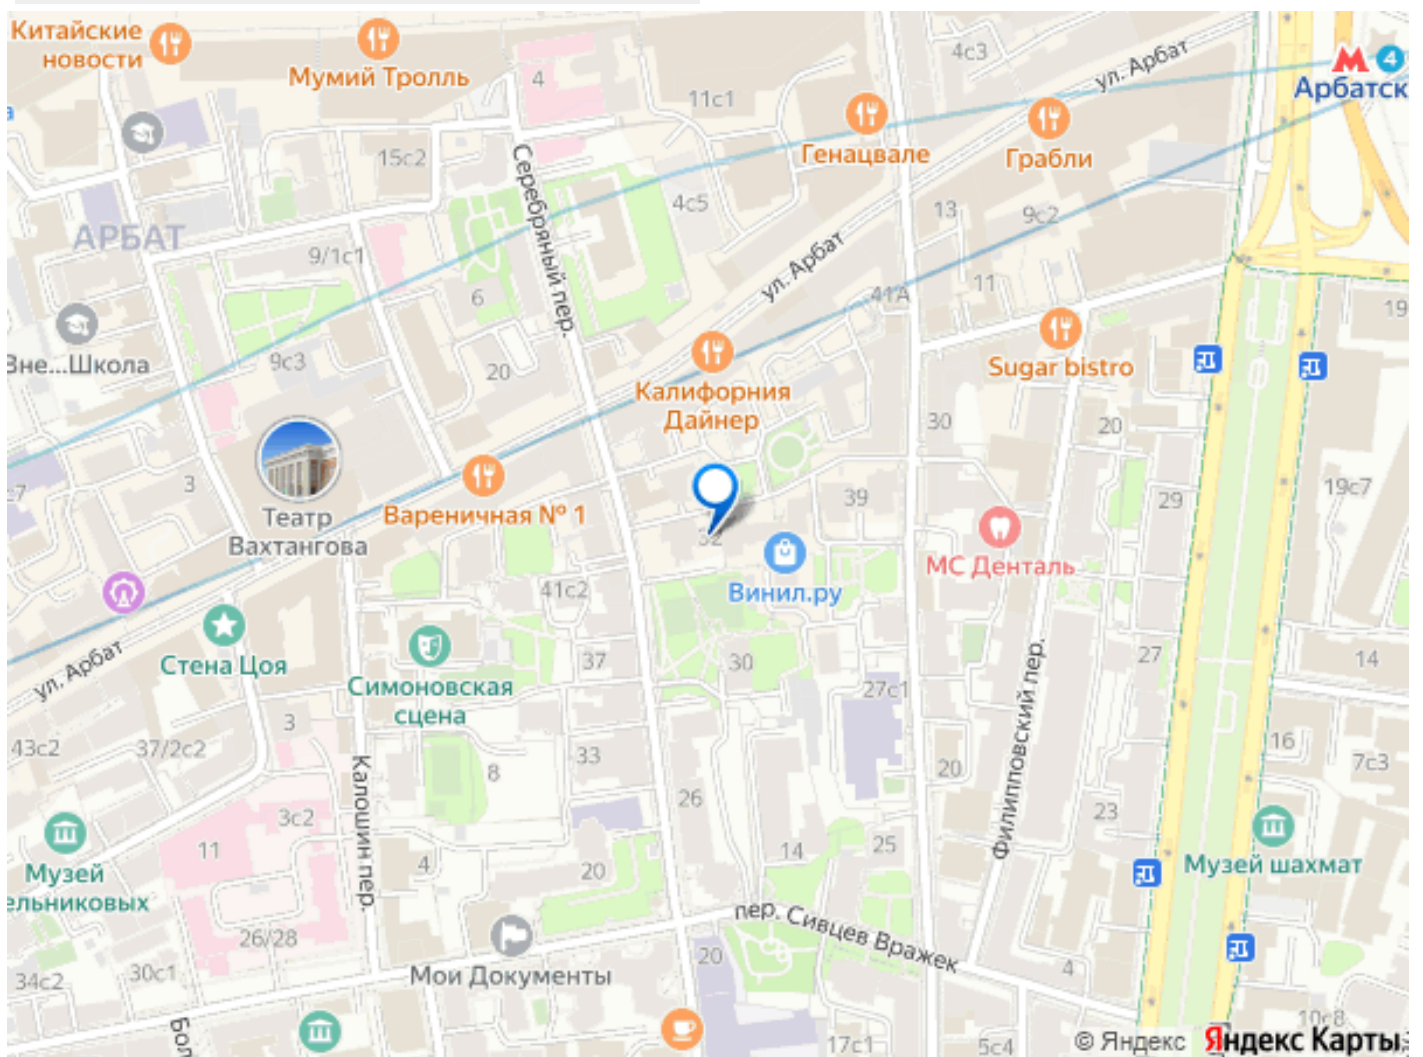 Китайские
новости
Мумий Тролль
4
4с3
ул. Арбат
4
Арбатск
11с1
15с2
Генацвале
Грабли
Серебряный пер.
4с5
13
9с2
АРБАТ
9/1с1
ул. Арбат
6
41А
11
19
Вне...Школа
9с3
20
Калифорния
Дайнер
Sugar bistro
30
20
3
с7
Театр
Вахтангова
Вареничная № 1
39
29
19с7
32
МС Денталь
Винил.ру
41с2
ул. Арбат
Стена Цоя
Симоновская
сцена
37
30
27с1
Филипповский пер.
27
14
43с2
37/2с2
3
8
33
Калошин пер.
26
20
16
7с3
3с2
11
4
20
14
25
23
Музей
ельниковых
Музей шахмат
26/28
пер. Сивцев Вражек
34с2
30с1
Мои Документы
20
4
Бол
17с1
5с4
10с8
© Яндекс
Яндекс Карты